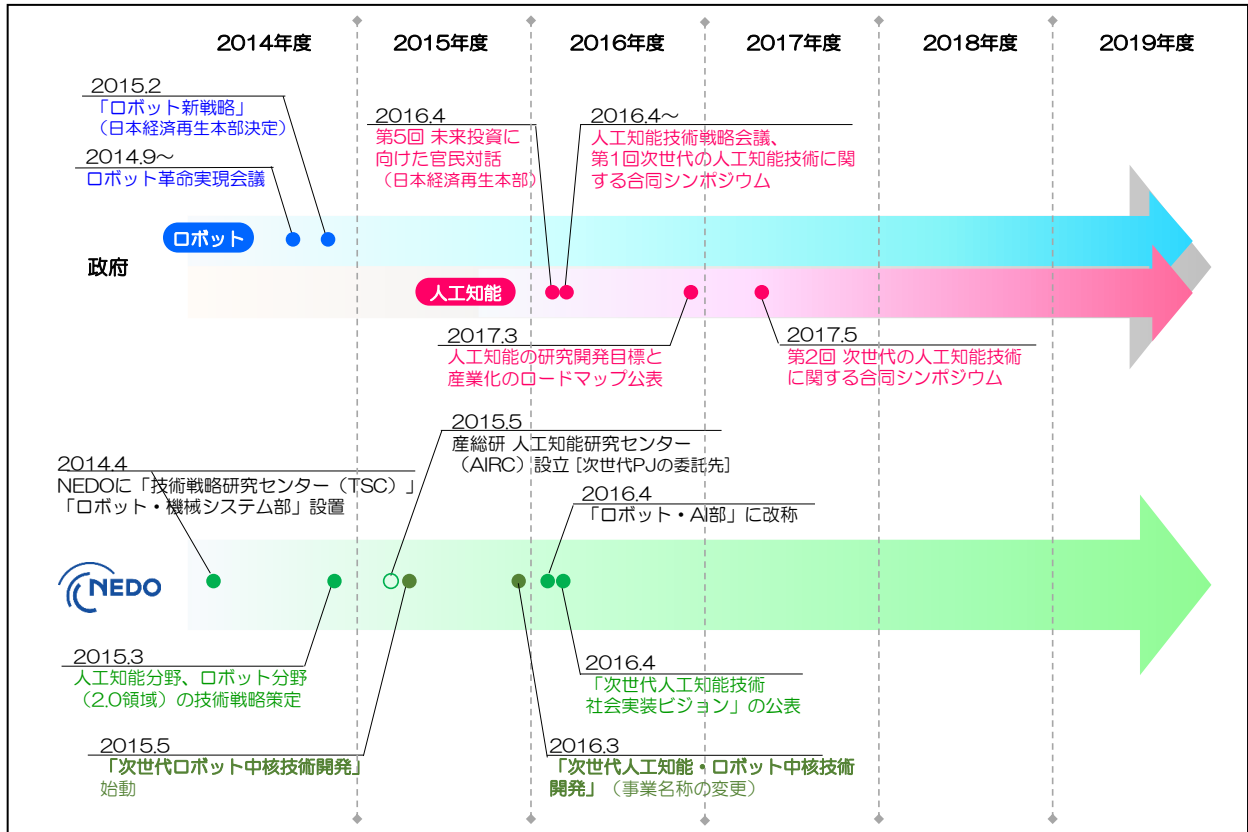 2014年度
2015年度
2016年度
2017年度
2018年度
2019年度
2015.2
「ロボット新戦略」
（日本経済再生本部決定）
2014.9～
ロボット革命実現会議
2016.4
第5回 未来投資に
向けた官民対話
（日本経済再生本部）
2016.4～
人工知能技術戦略会議、
第1回次世代の人工知能技術に関
する合同シンポジウム
ロボット
政府
人工知能
2017.3
人工知能の研究開発目標と
産業化のロードマップ公表
2017.5
第2回 次世代の人工知能技術
に関する合同シンポジウム
2015.5
産総研 人工知能研究センター
（AIRC）設立 [次世代PJの委託先]
2014.4
NEDOに「技術戦略研究センター（TSC）」
「ロボット・機械システム部」設置
2016.4
「ロボット・AI部」に改称
NEDO
2015.3
人工知能分野、ロボット分野
（2.0領域）の技術戦略策定
2016.4
「次世代人工知能技術
社会実装ビジョン」の公表
2015.5
「次世代ロボット中核技術開発」
始動
2016.3
「次世代人工知能・ロボット中核技術
開発」（事業名称の変更）